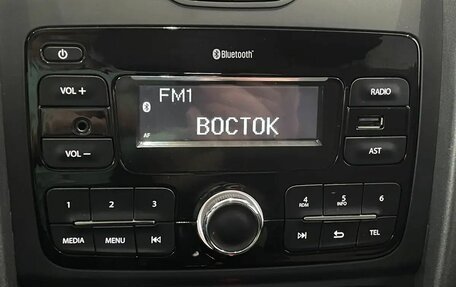 Bluetooth
VOL +
FM1
RADIO
AF
ВОСТОК
VOL –
AST
1
2
3
4
RDM
5
INFO
6
MEDIA
MENU
TEL